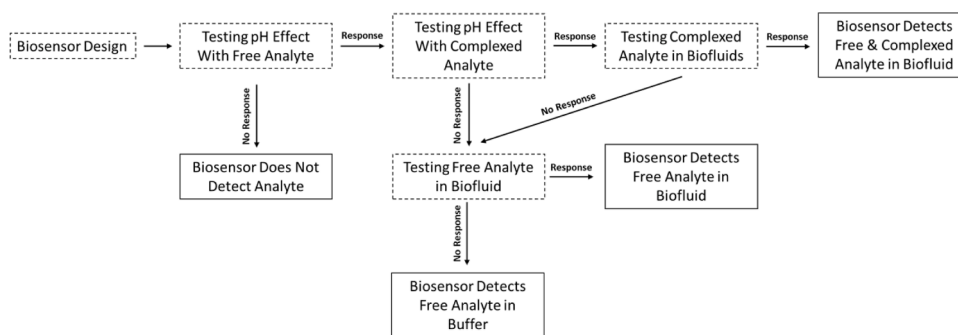 Biosensor Design
Testing pH Effect
With Free Analyte
Response
Testing pH Effect
With Complexed
Analyte
Response
Testing Complexed
Analyte in Biofluids
Response
Biosensor Detects
Free & Complexed
Analyte in Biofluid
No Response
No Response
No Response
Biosensor Does Not
Detect Analyte
Testing Free Analyte
in Biofluid
Response
Biosensor Detects
Free Analyte in
Biofluid
No Response
Biosensor Detects
Free Analyte in
Buffer